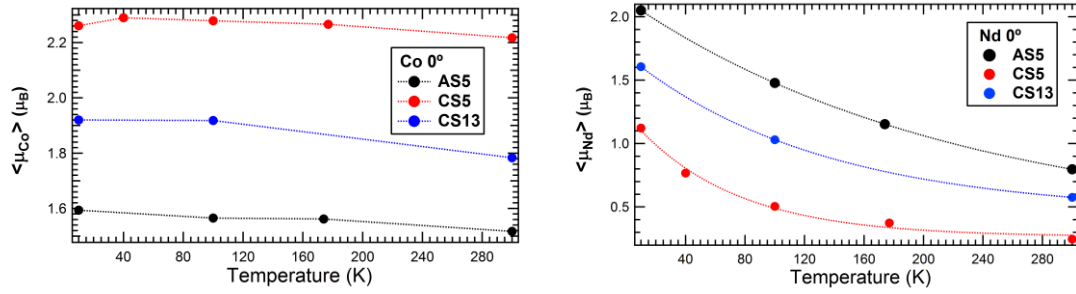 2.2
2.0
1.8
1.6
<μCo> (μB)
Co 0º
AS5
CS5
CS13
40 80 120 160 200 240 280
Temperature (K)
2.0
1.5
1.0
0.5
<μNd> (μB)
Nd 0º
AS5
CS5
CS13
40 80 120 160 200 240 280
Temperature (K)